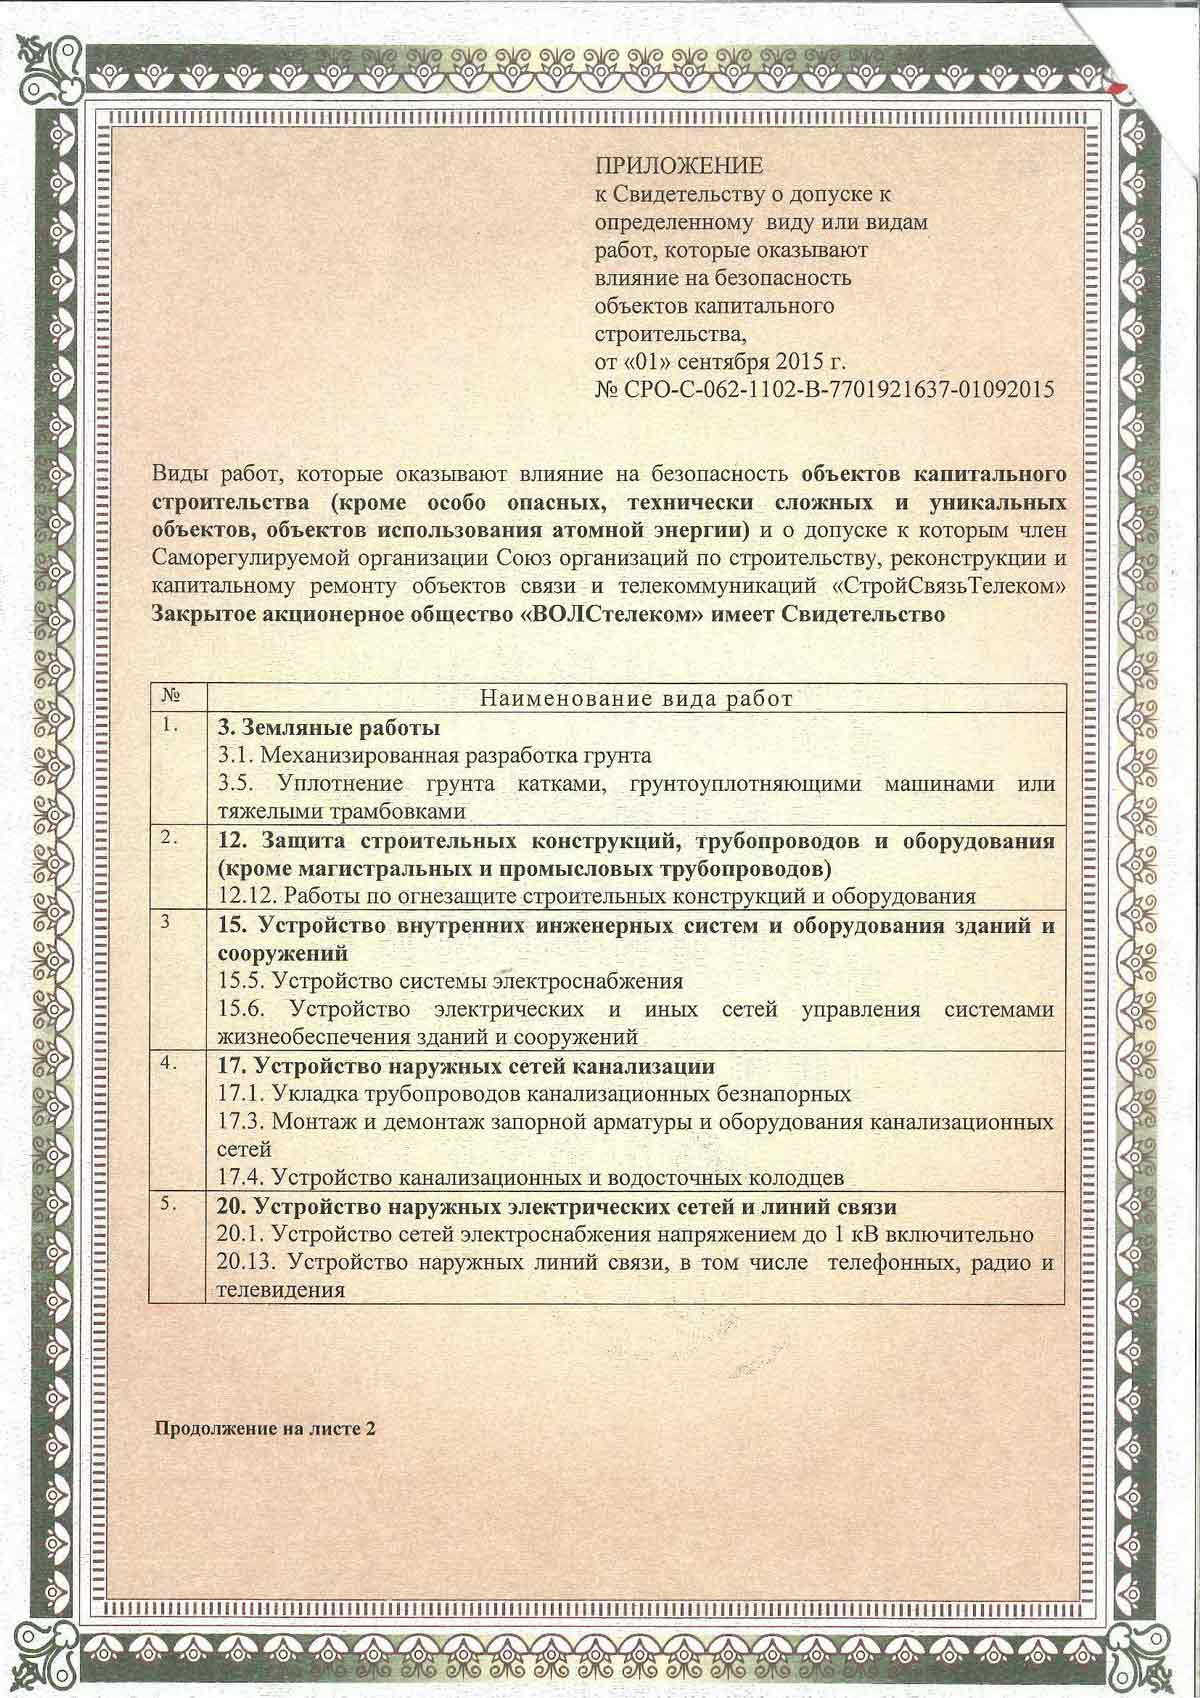 ПРИЛОЖЕНИЕ
к Свидетельству о допуске к
определенному виду или видам
работ, которые оказывают
влияние на безопасность
объектов капитального
строительства,
от «01» сентября 2015 г.
№ СРО-С-062-1102-В-7701921637-01092015
Виды работ, которые оказывают влияние на безопасность объектов капитального
строительства (кроме особо опасных, технически сложных и уникальных
объектов, объектов использования атомной энергии) и о допуске к которым член
Саморегулируемой организации Союз организаций по строительству, реконструкции и
капитальному ремонту объектов связи и телекоммуникаций «СтройСвязьТелеком»
Закрытое акционерное общество «ВОЛСтелеком» имеет Свидетельство
№ Наименование вида работ
1. 3. Земляные работы
3.1. Механизированная разработка грунта
3.5. Уплотнение грунта катками, грунтоуплотняющими машинами или
тяжелыми трамбовками
2. 12. Защита строительных конструкций, трубопроводов и оборудования
(кроме магистральных и промысловых трубопроводов)
12.12. Работы по огнезащите строительных конструкций и оборудования
3 15. Устройство внутренних инженерных систем и оборудования зданий и
сооружений
15.5. Устройство системы электроснабжения
15.6. Устройство электрических и иных сетей управления системами
жизнеобеспечения зданий и сооружений
4. 17. Устройство наружных сетей канализации
17.1. Укладка трубопроводов канализационных безнапорных
17.3. Монтаж и демонтаж запорной арматуры и оборудования канализационных
сетей
17.4. Устройство канализационных и водосточных колодцев
5. 20. Устройство наружных электрических сетей и линий связи
20.1. Устройство сетей электроснабжения напряжением до 1 кВ включительно
20.13. Устройство наружных линий связи, в том числе телефонных, радио и
телевидения
Продолжение на листе 2